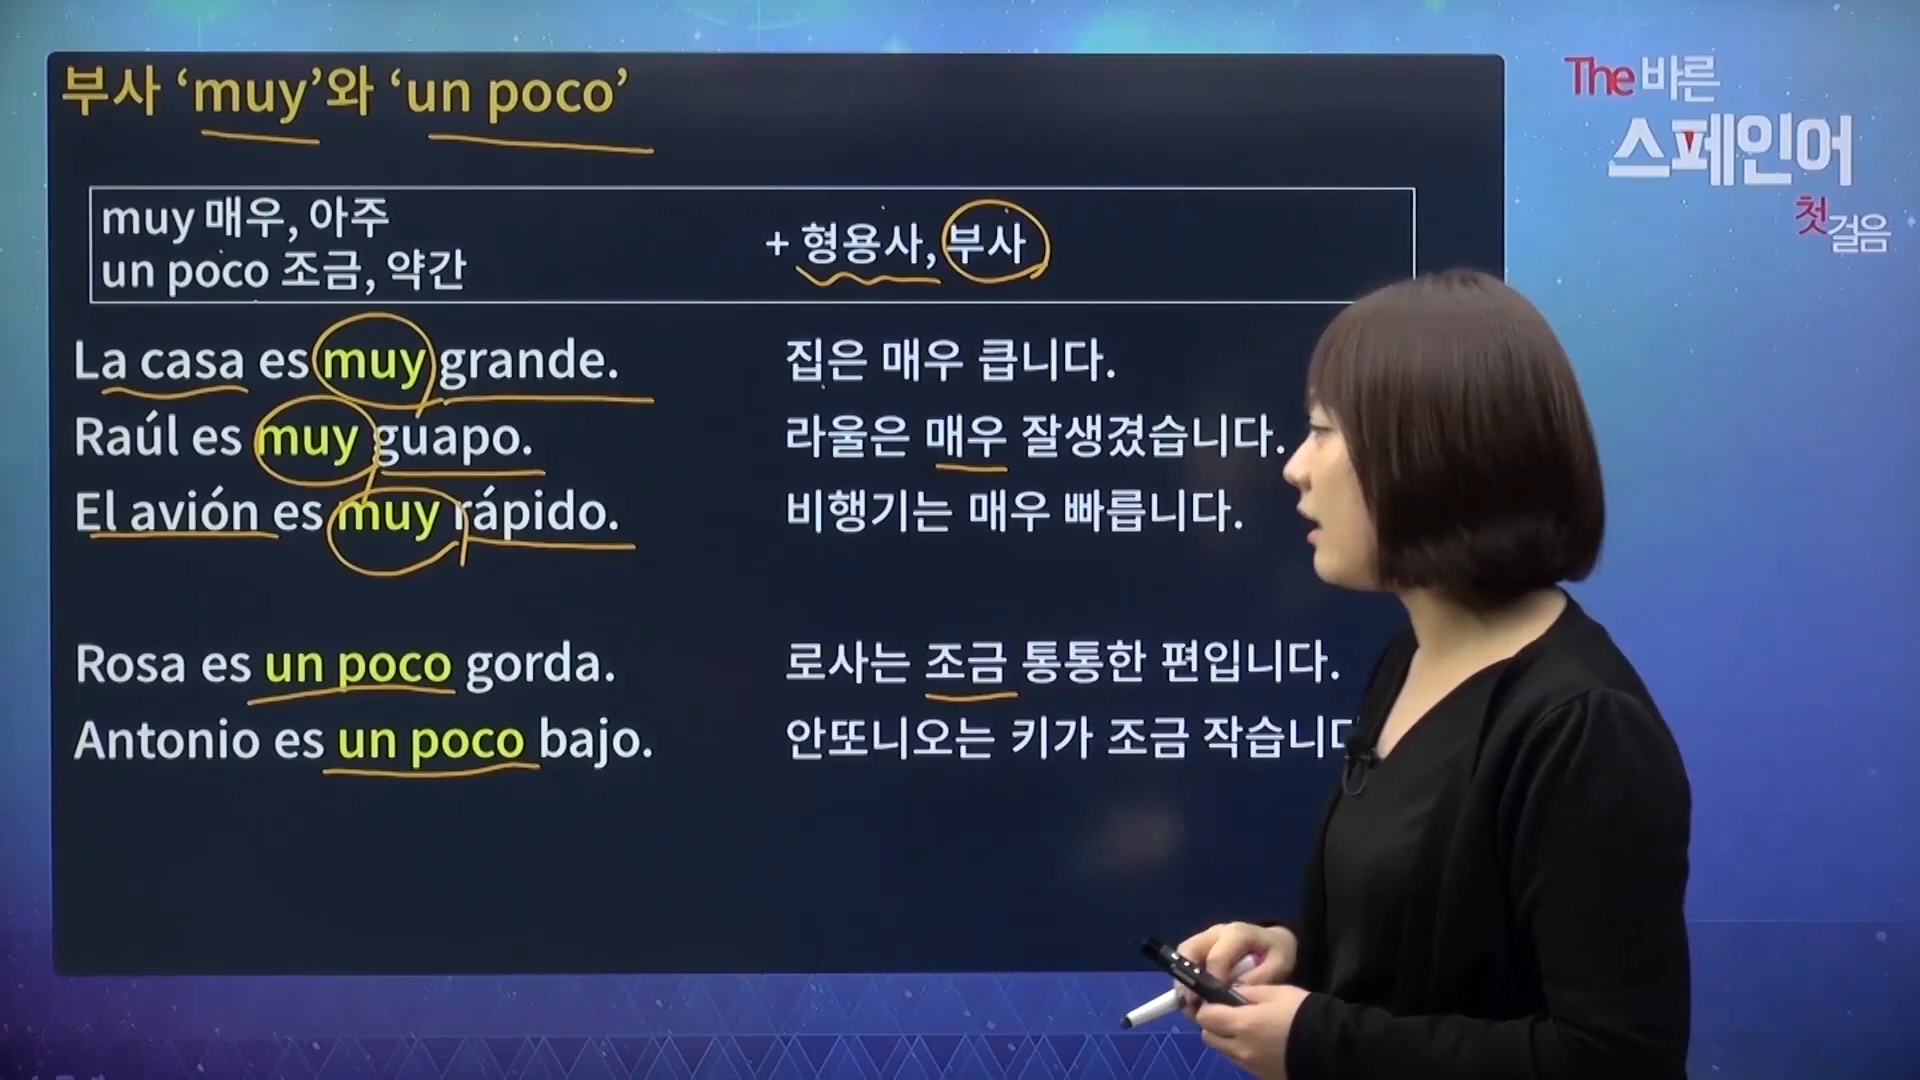 부사 ‘muy’와 ‘un poco’
The 바른
스페인어
첫걸음
muy 매우, 아주
un poco 조금, 약간
+ 형용사, 부사
La casa es muy grande. 집은 매우 큽니다.
Raúl es muy guapo. 라울은 매우 잘생겼습니다.
El avión es muy rápido. 비행기는 매우 빠릅니다.
Rosa es un poco gorda. 로사는 조금 통통한 편입니다.
Antonio es un poco bajo. 안또니오는 키가 조금